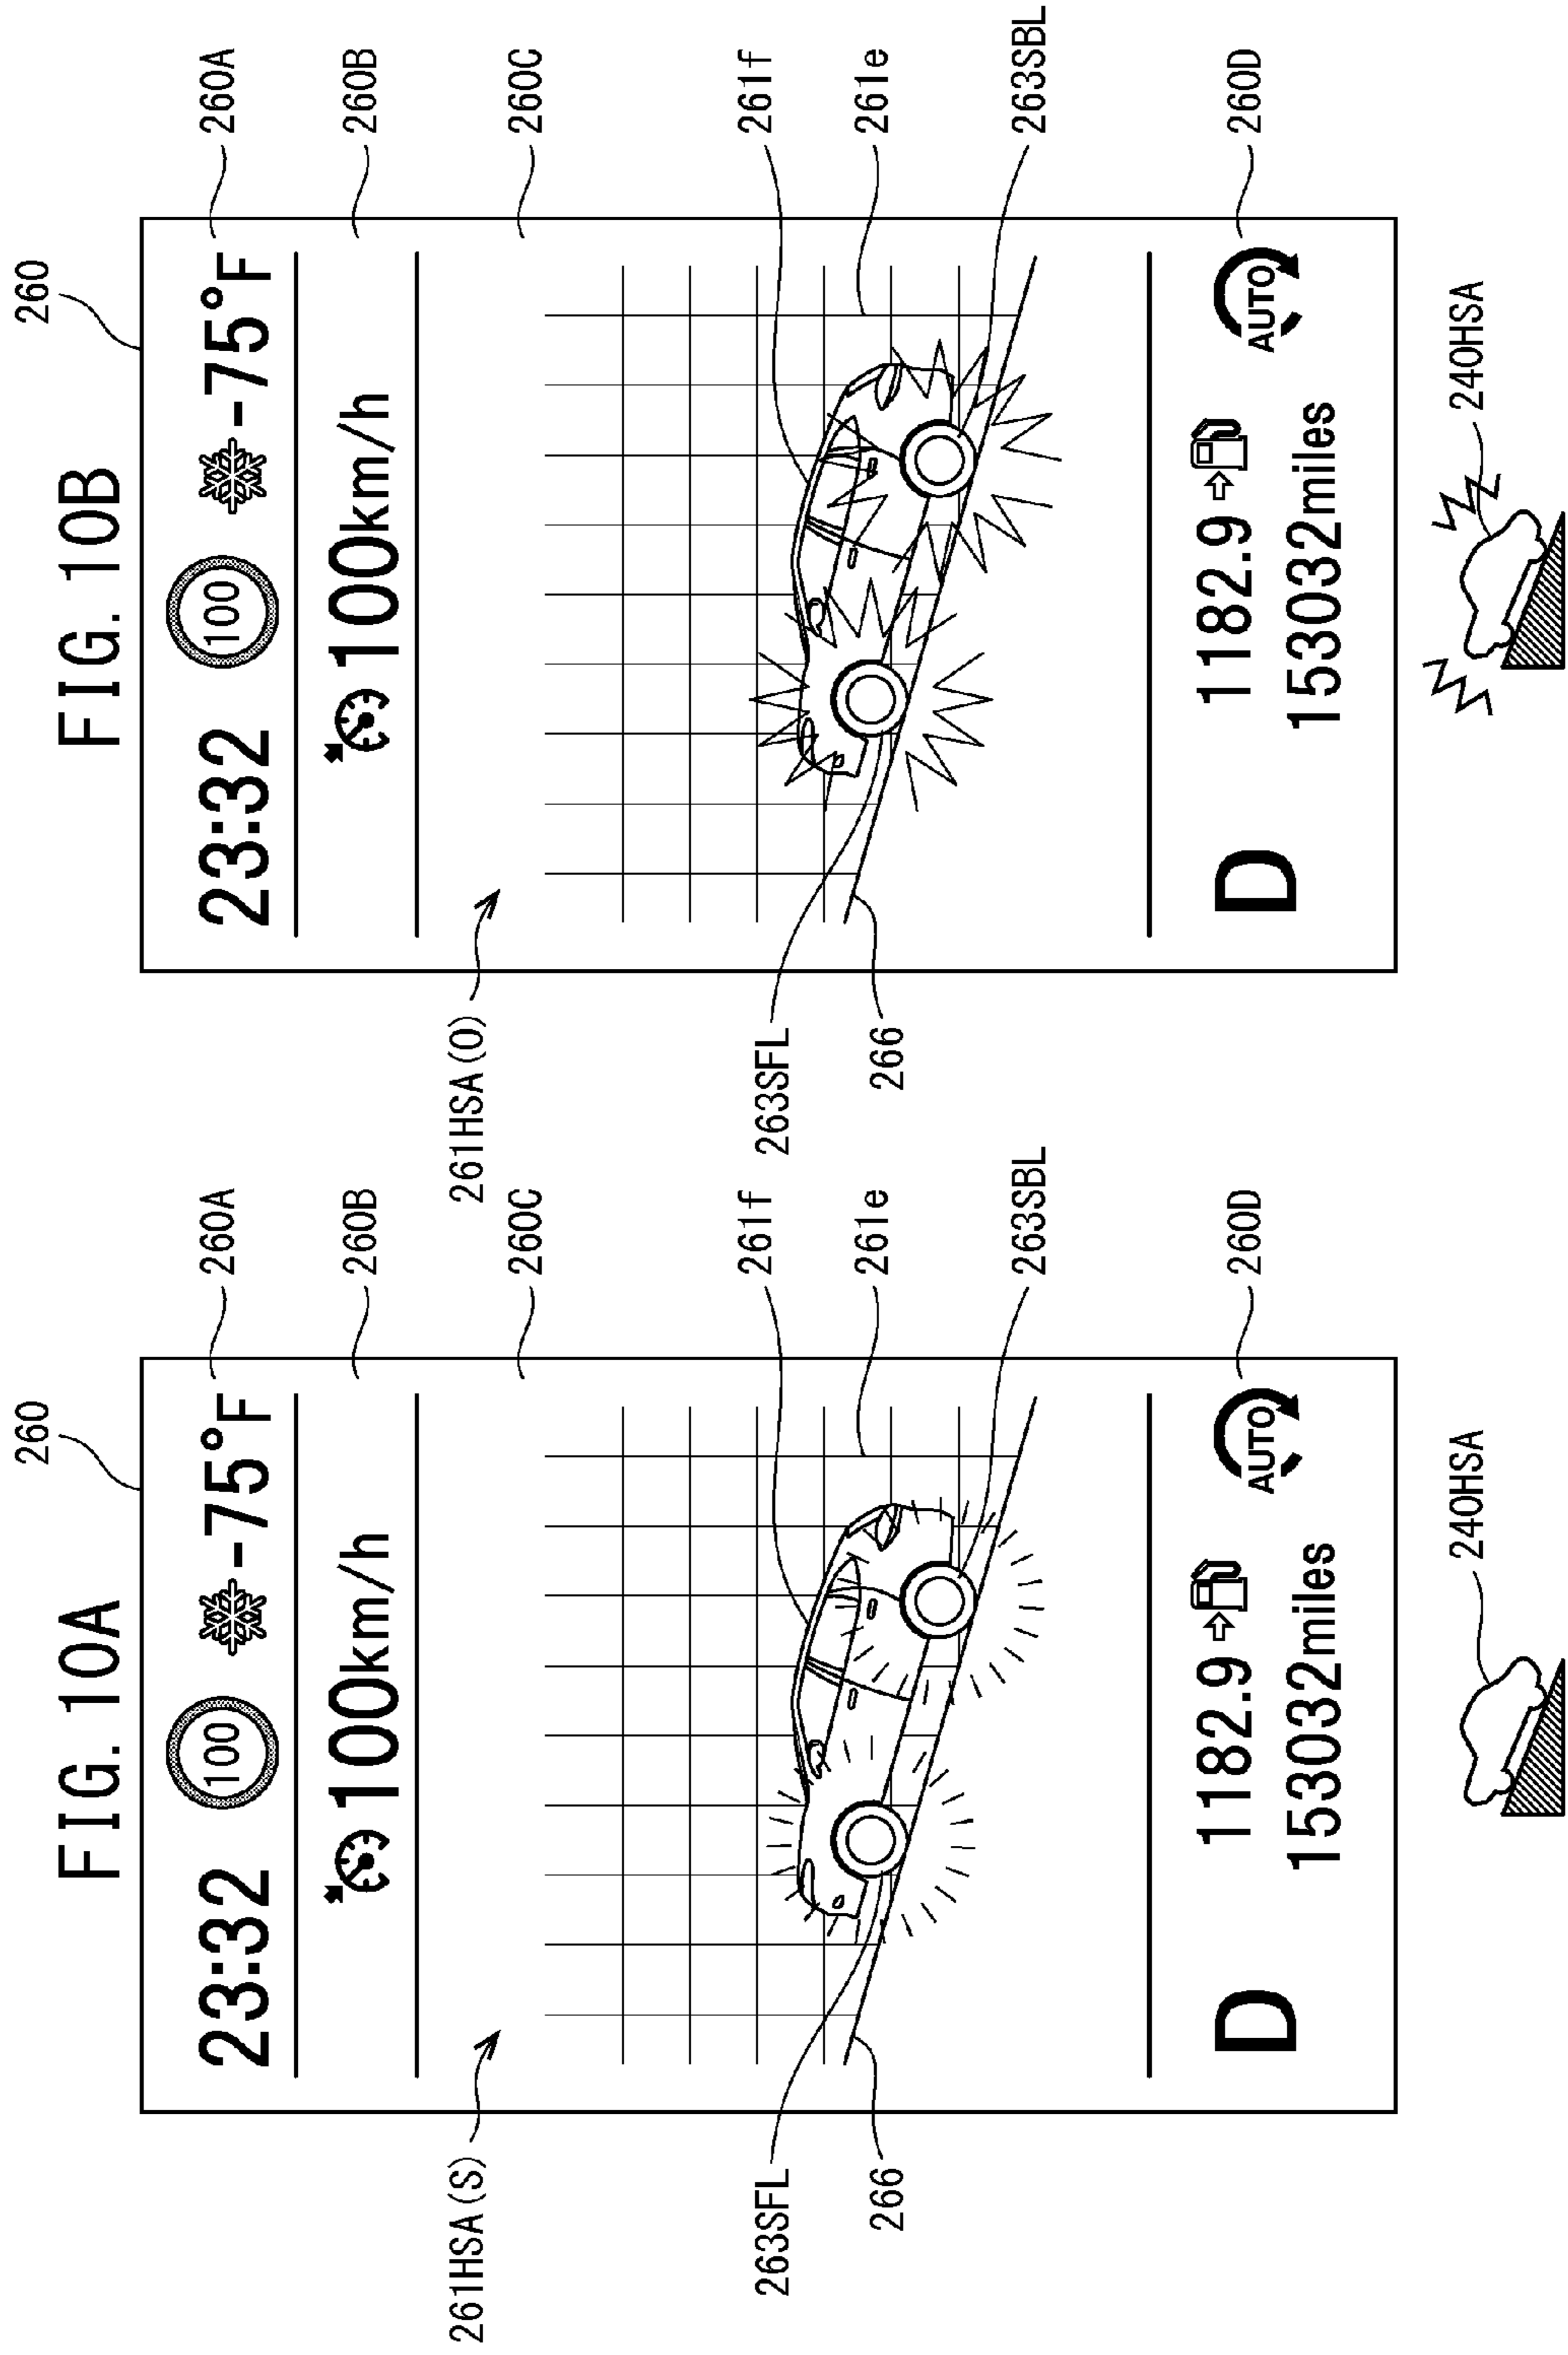 FIG. 10A
260
23:32 100 -75°F
260A
100km/h
260B
261HSA(S)
260C
261f
261e
263SFL
266
263SBL
D 1182.9
AUTO
153032miles
260D
240HSA
FIG. 10B
260
23:32 100 -75°F
260A
100km/h
260B
261HSA(O)
260C
261f
261e
263SFL
266
263SBL
D 1182.9
AUTO
153032miles
260D
240HSA